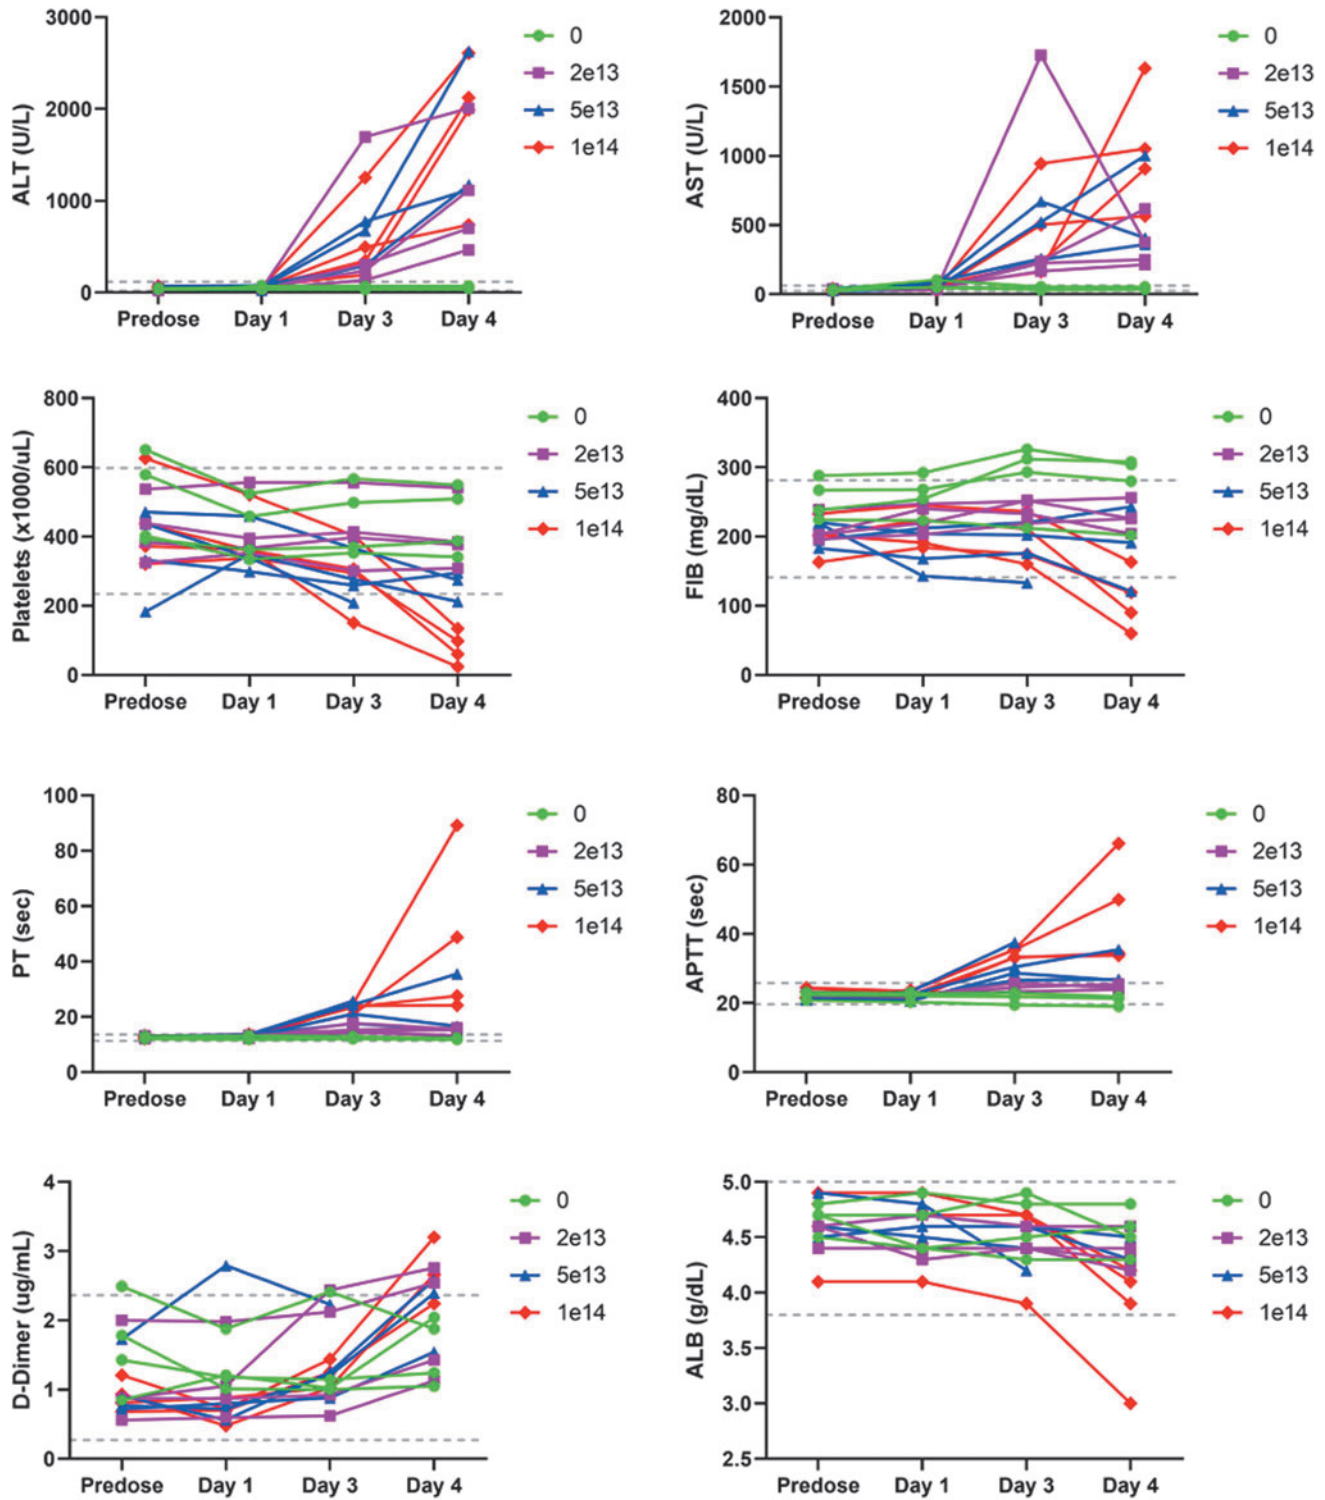 ALT (U/L)
3000
2000
1000
0
Predose Day 1 Day 3 Day 4
0
2e13
5e13
1e14
AST (U/L)
2000
1500
1000
500
0
Predose Day 1 Day 3 Day 4
0
2e13
5e13
1e14
Platelets (x1000/uL)
800
600
400
200
0
Predose Day 1 Day 3 Day 4
0
2e13
5e13
1e14
FIB (mg/dL)
400
300
200
100
0
Predose Day 1 Day 3 Day 4
0
2e13
5e13
1e14
PT (sec)
100
80
60
40
20
0
Predose Day 1 Day 3 Day 4
0
2e13
5e13
1e14
APTT (sec)
80
60
40
20
0
Predose Day 1 Day 3 Day 4
0
2e13
5e13
1e14
D-Dimer (ug/mL)
4
3
2
1
0
Predose Day 1 Day 3 Day 4
0
2e13
5e13
1e14
ALB (g/dL)
5.0
4.5
4.0
3.5
3.0
2.5
Predose Day 1 Day 3 Day 4
0
2e13
5e13
1e14